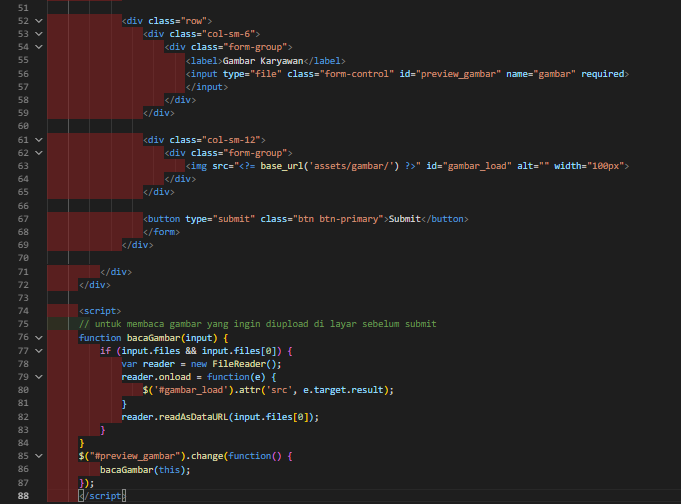 51
52 <div class="row">
53 <div class="col-sm-6">
54 <div class="form-group">
55 <label>Gambar Karyawan</label>
56 <input type="file" class="form-control" id="preview_gambar" name="gambar" required>
57 </input>
58 </div>
59 </div>
60
61 <div class="col-sm-12">
62 <div class="form-group">
63 <img src="<?= base_url('assets/gambar/') ?>" id="gambar_load" alt="" width="100px">
64 </div>
65 </div>
66
67 <button type="submit" class="btn btn-primary">Submit</button>
68 </form>
69 </div>
70
71 </div>
72 </div>
73
74 <script>
75 // untuk membaca gambar yang ingin diupload di layar sebelum submit
76 function bacaGambar(input) {
77 if (input.files && input.files[0]) {
78 var reader = new FileReader();
79 reader.onload = function(e) {
80 $('#gambar_load').attr('src', e.target.result);
81 }
82 reader.readAsDataURL(input.files[0]);
83 }
84 }
85 $("#preview_gambar").change(function() {
86 bacaGambar(this);
87 });
88 </script>